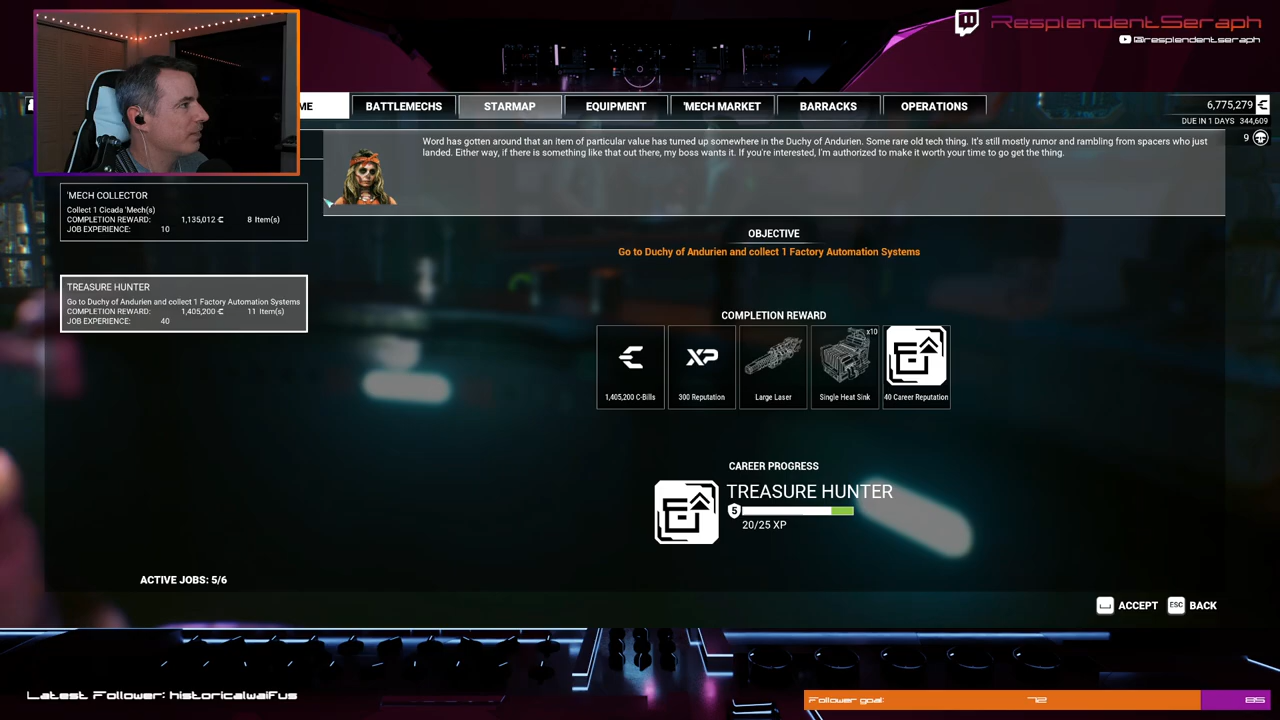 ResplendentSeraph
@resplendentseraph
ME
BATTLEMECHS
STARMAP
EQUIPMENT
'MECH MARKET
BARRACKS
OPERATIONS
6,775,279
DUE IN 1 DAYS 344,609
9
Word has gotten around that an item of particular value has turned up somewhere in the Duchy of Andurien. Some rare old tech thing. It's still mostly rumor and rambling from spacers who just
landed. Either way, if there is something like that out there, my boss wants it. If you're interested, I'm authorized to make it worth your time to go get the thing.
'MECH COLLECTOR
Collect 1 Cicada 'Mech(s)
COMPLETION REWARD: 1,135,012 8 Item(s)
JOB EXPERIENCE: 10
TREASURE HUNTER
Go to Duchy of Andurien and collect 1 Factory Automation Systems
COMPLETION REWARD: 1,405,200 11 Item(s)
JOB EXPERIENCE: 40
OBJECTIVE
Go to Duchy of Andurien and collect 1 Factory Automation Systems
COMPLETION REWARD
XP
x10
1,405,200 C-Bills
300 Reputation
Large Laser
Single Heat Sink
40 Career Reputation
CAREER PROGRESS
TREASURE HUNTER
5
20/25 XP
ACTIVE JOBS: 5/6
ACCEPT
ESC BACK
Latest Follower: historicalwaifus
Follower goal: 72 85